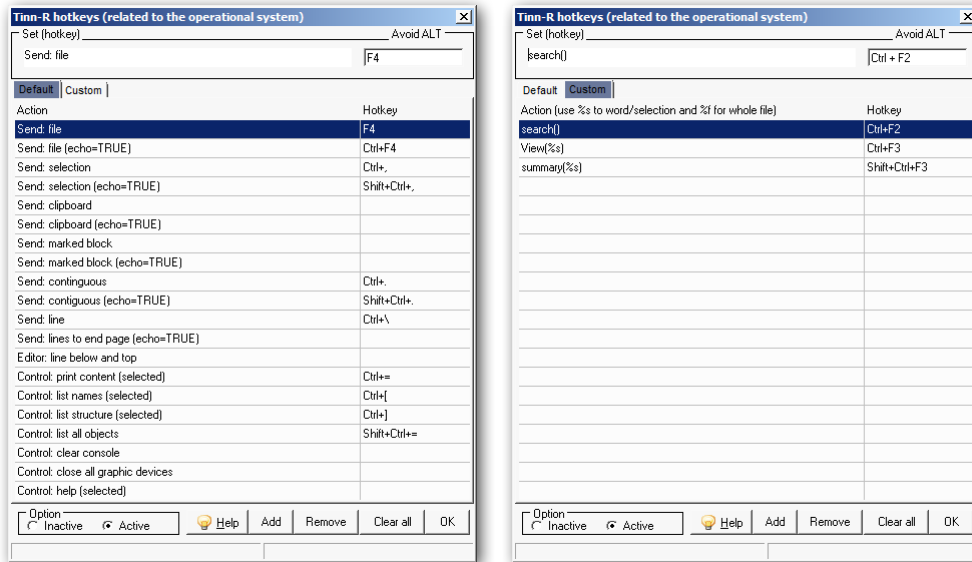 Tinn-R hotkeys (related to the operational system)
Set (hotkey) Avoid ALT
Send: file F4
Default Custom
Action Hotkey
Send: file F4
Send: file (echo=TRUE) Ctrl+F4
Send: selection Ctrl+,
Send: selection (echo=TRUE) Shift+Ctrl+,
Send: clipboard
Send: clipboard (echo=TRUE)
Send: marked block
Send: marked block (echo=TRUE)
Send: continguous Ctrl+.
Send: contiguous (echo=TRUE) Shift+Ctrl+.
Send: line Ctrl+\
Send: lines to end page (echo=TRUE)
Editor: line below and top
Control: print content (selected) Ctrl+=
Control: list names (selected) Ctrl+[
Control: list structure (selected) Ctrl+]
Control: list all objects Shift+Ctrl+=
Control: clear console
Control: close all graphic devices
Control: help (selected)
Option
Inactive Active Help Add Remove Clear all OK
Tinn-R hotkeys (related to the operational system)
Set (hotkey) Avoid ALT
search() Ctrl + F2
Default Custom
Action (use %s to word/selection and %f for whole file) Hotkey
search() Ctrl+F2
View(%s) Ctrl+F3
summary(%s) Shift+Ctrl+F3
Option
Inactive Active Help Add Remove Clear all OK